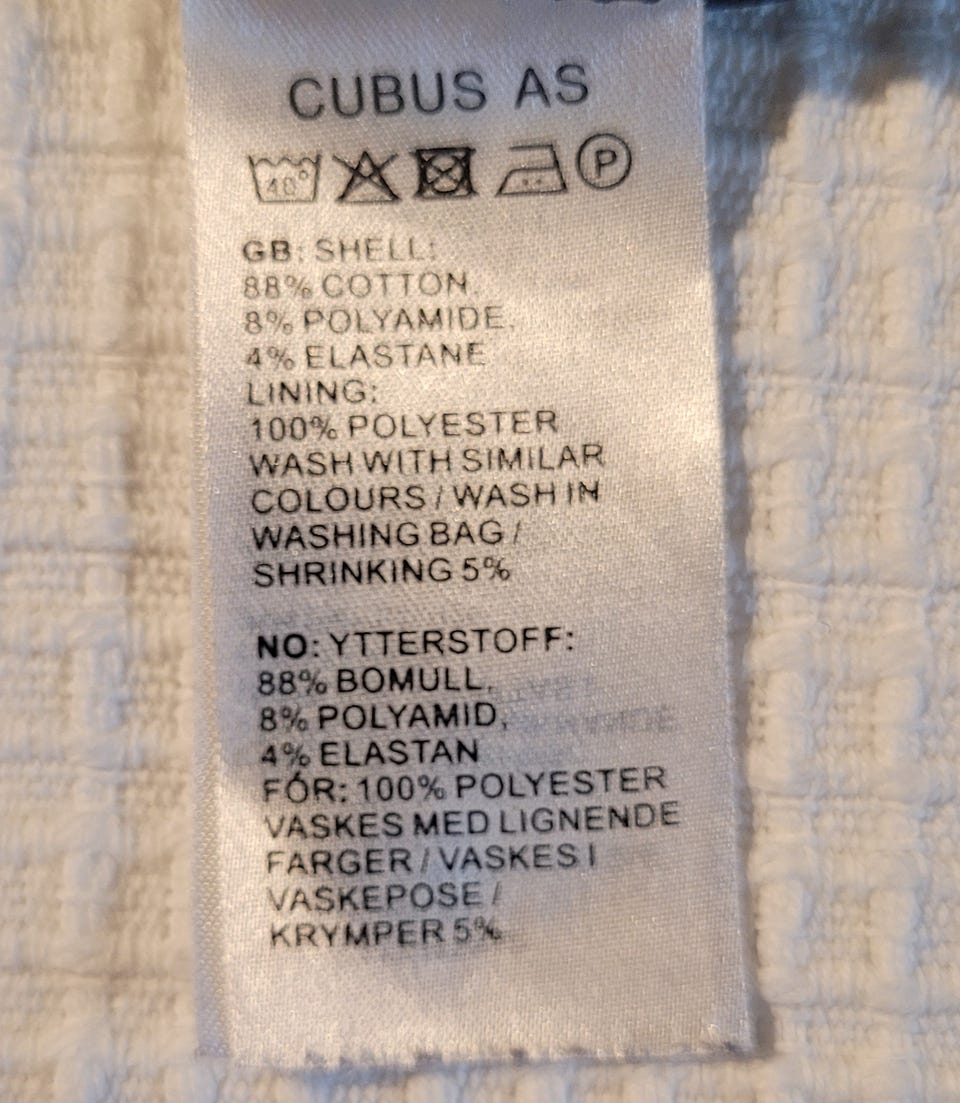 CUBUS AS
40°
P
GB: SHELL:
88% COTTON,
8% POLYAMIDE,
4% ELASTANE
LINING:
100% POLYESTER
WASH WITH SIMILAR
COLOURS / WASH IN
WASHING BAG /
SHRINKING 5%
NO: YTTERSTOFF:
88% BOMULL,
8% POLYAMID,
4% ELASTAN
FÓR: 100% POLYESTER
VASKES MED LIGNENDE
FARGER / VASKES I
VASKEPOSE /
KRYMPER 5%